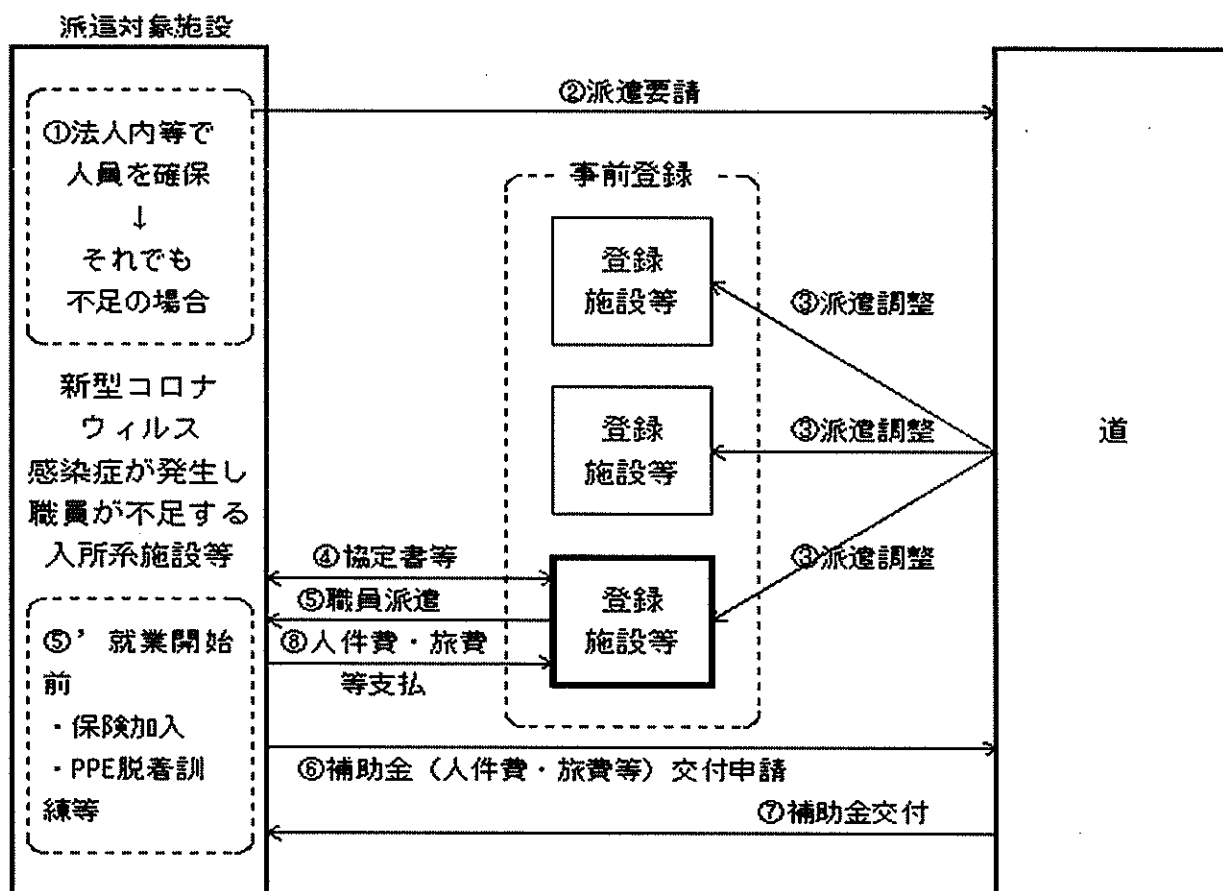 派遣対象施設
①法人内等で
人員を確保
↓
それでも
不足の場合
新型コロナ
ウィルス
感染症が発生し
職員が不足する
入所系施設等
⑤’就業開始
前
・保険加入
・PPE脱着訓
練等
②派遣要請
事前登録
登録
施設等
登録
施設等
登録
施設等
③派遣調整
③派遣調整
③派遣調整
④協定書等
⑤職員派遣
⑧人件費・旅費
等支払
⑥補助金（人件費・旅費等）交付申請
⑦補助金交付
道